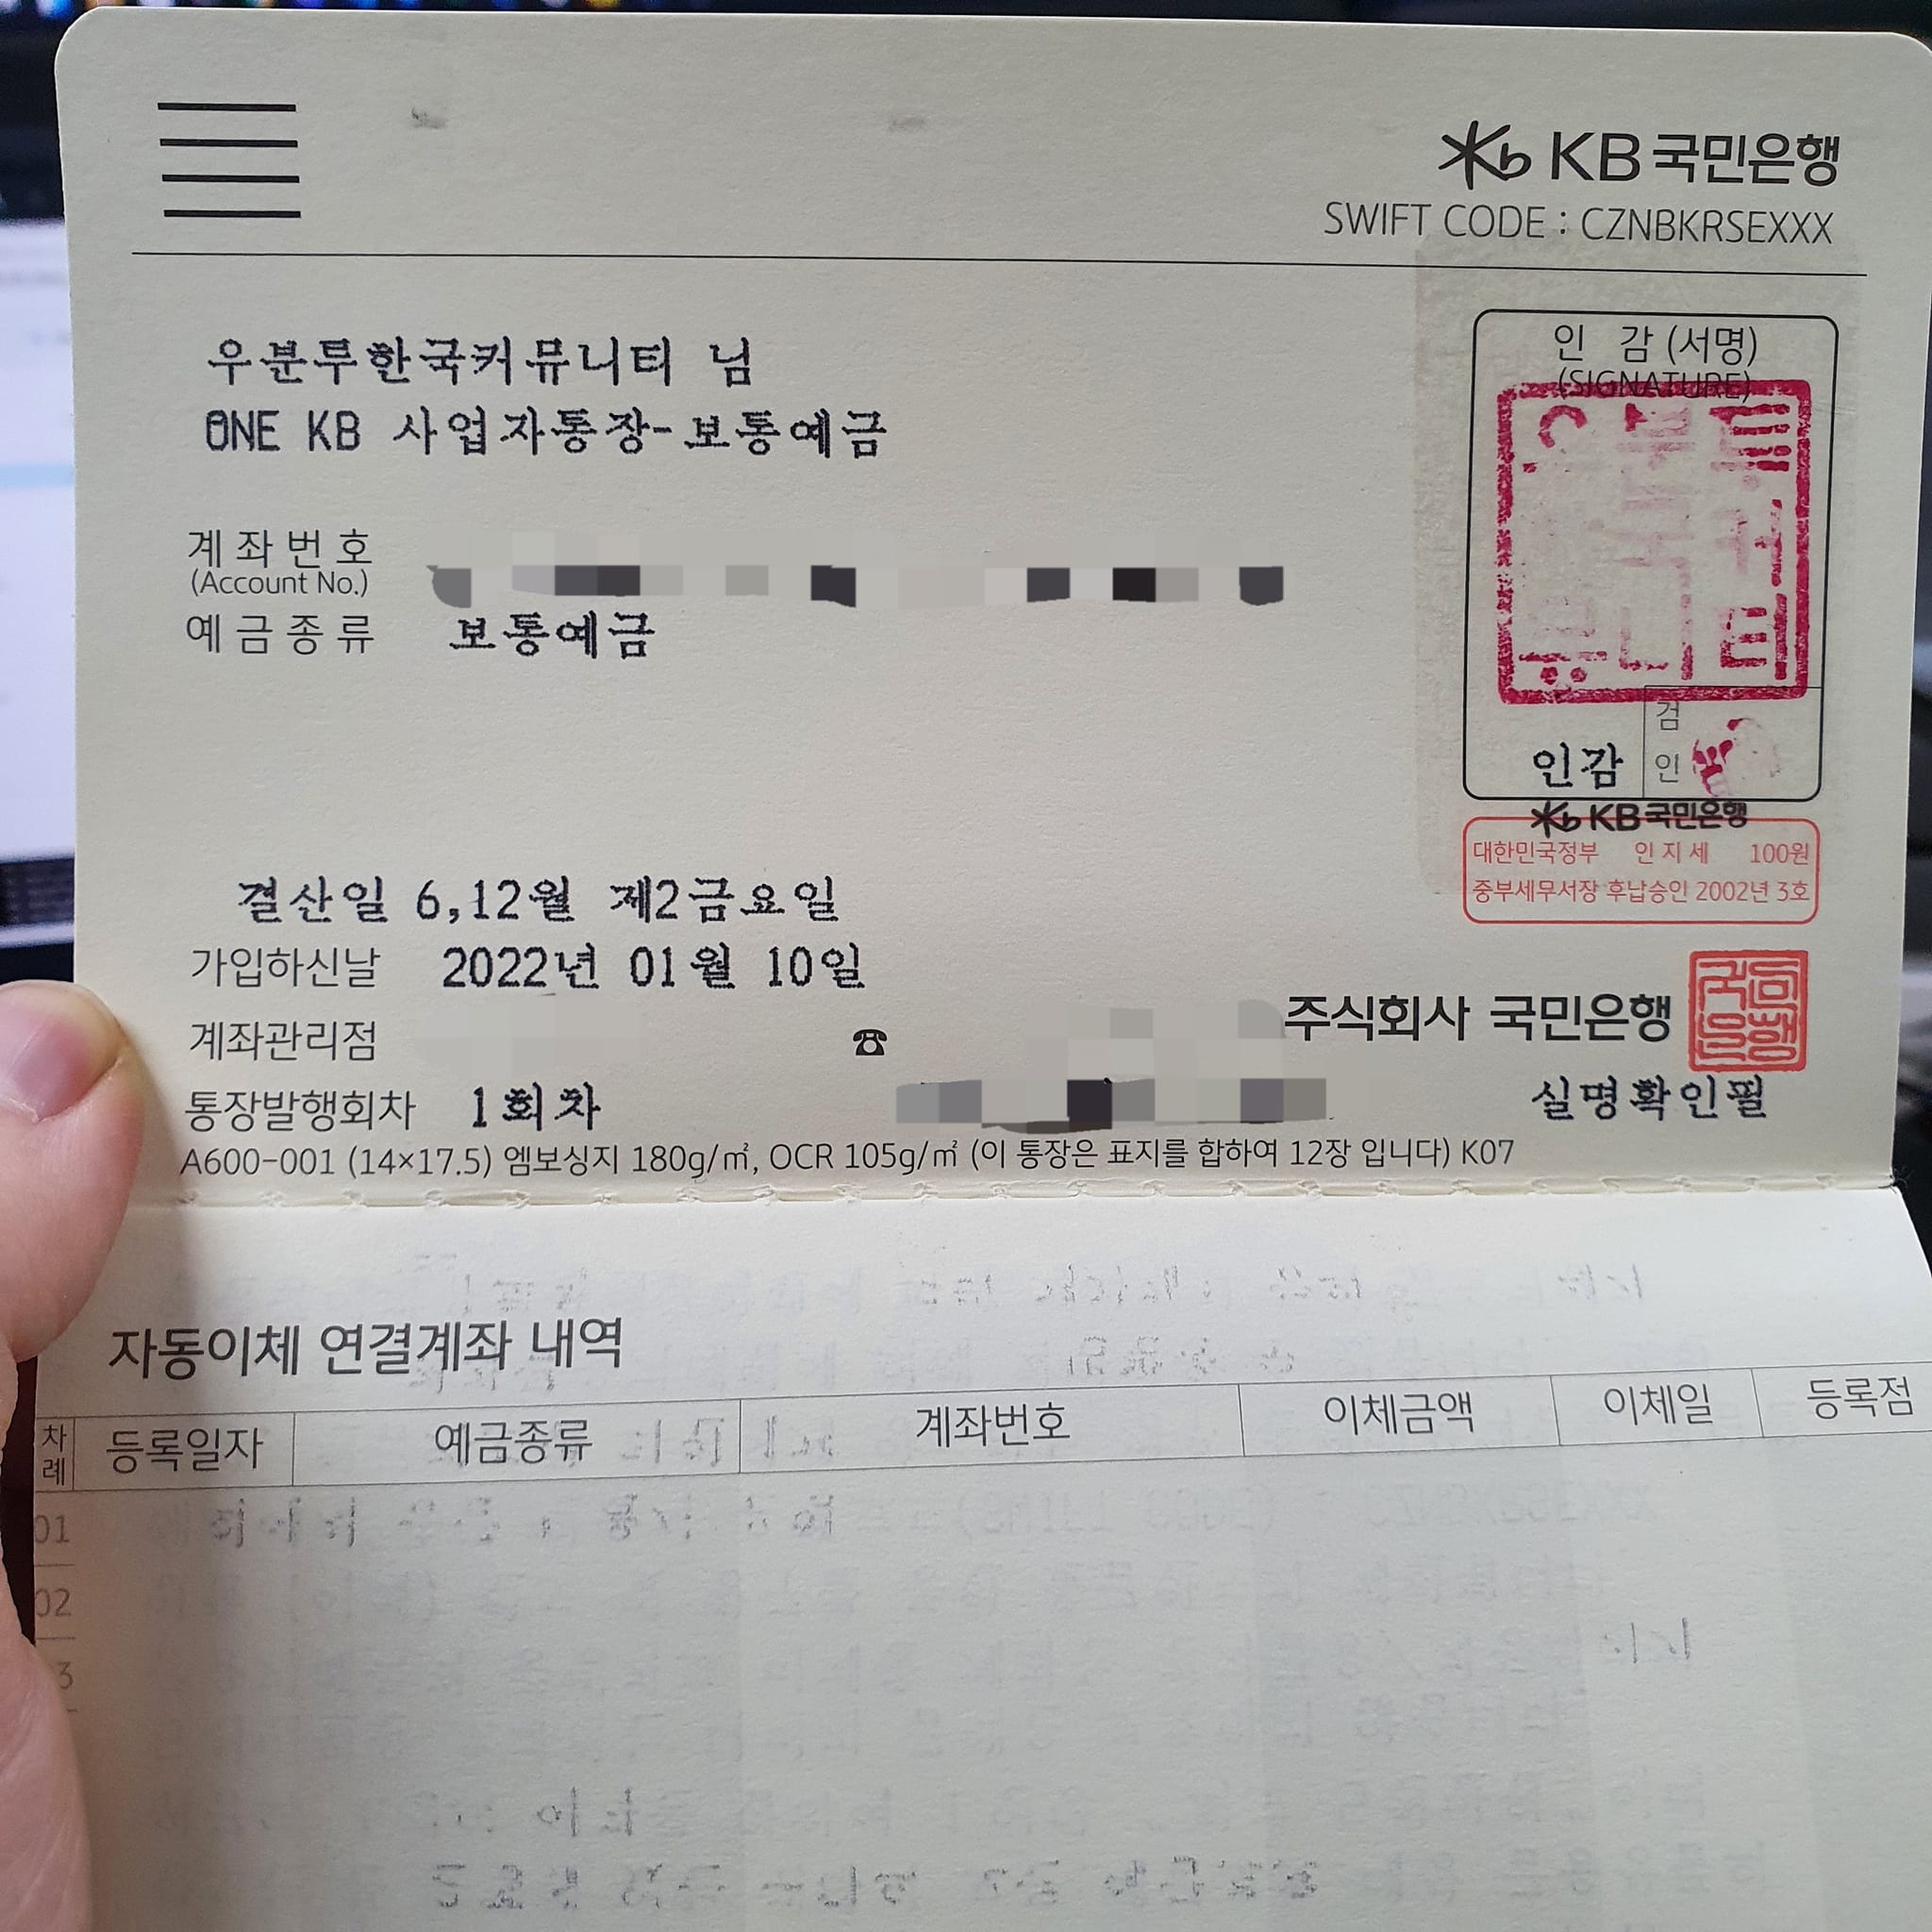 KB 국민은행
SWIFT CODE : CZNBKRSEXXX
우분투한국커뮤니티 님
ONE KB 사업자통장-보통예금
인 감 (서명)
(SIGNATURE)
계좌번호
(Account No.)
예금종류 보통예금
검
인감 인
KB국민은행
대한민국정부 인지세 100원
중부세무서장 후납승인 2002년 3호
결산일 6,12월 제2금요일
가입하신날 2022년 01월 10일
계좌관리점 ☎
주식회사 국민은행
통장발행회차 1회차
실명확인필
A600-001 (14×17.5) 엠보싱지 180g/㎡, OCR 105g/㎡ (이 통장은 표지를 합하여 12장 입니다) K07
자동이체 연결계좌 내역
차례 등록일자 예금종류 계좌번호 이체금액 이체일 등록점
01
02
3